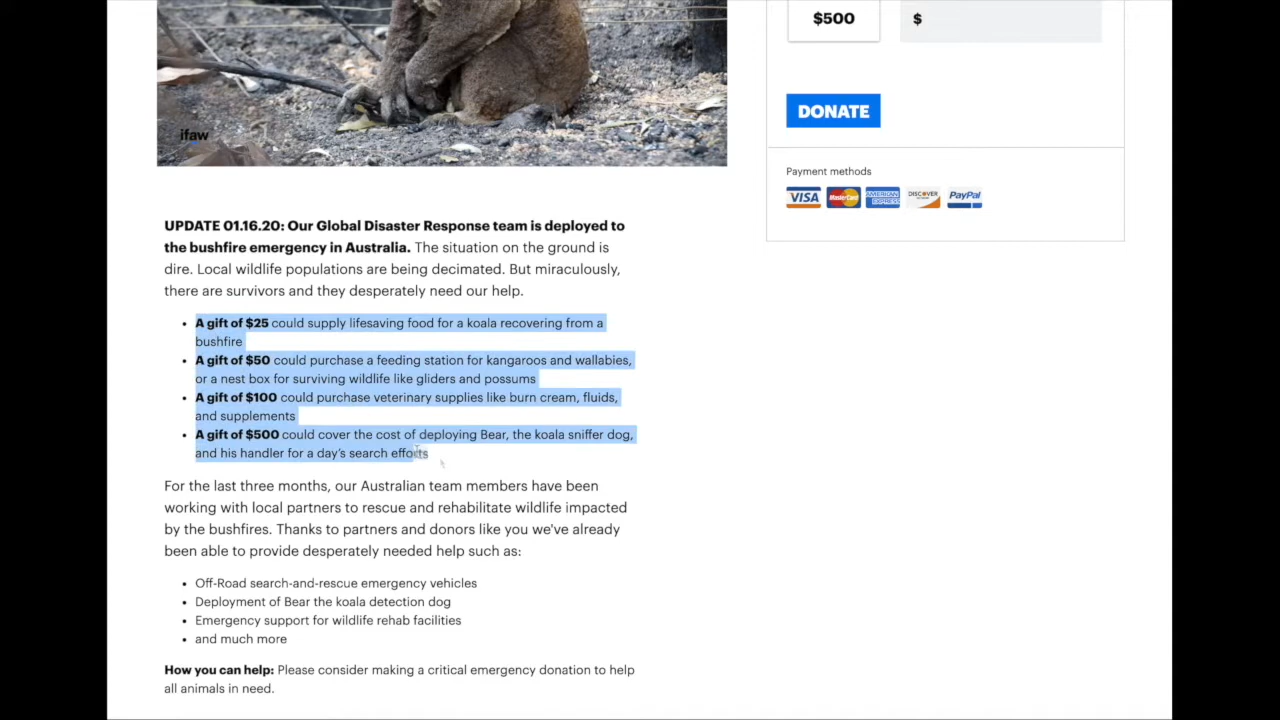 $500
$
ifaw
DONATE
Payment methods
VISA
MasterCard
AMERICAN EXPRESS
DISCOVER
PayPal
UPDATE 01.16.20: Our Global Disaster Response team is deployed to
the bushfire emergency in Australia. The situation on the ground is
dire. Local wildlife populations are being decimated. But miraculously,
there are survivors and they desperately need our help.
• A gift of $25 could supply lifesaving food for a koala recovering from a
bushfire
• A gift of $50 could purchase a feeding station for kangaroos and wallabies,
or a nest box for surviving wildlife like gliders and possums
• A gift of $100 could purchase veterinary supplies like burn cream, fluids,
and supplements
• A gift of $500 could cover the cost of deploying Bear, the koala sniffer dog,
and his handler for a day’s search efforts
For the last three months, our Australian team members have been
working with local partners to rescue and rehabilitate wildlife impacted
by the bushfires. Thanks to partners and donors like you we've already
been able to provide desperately needed help such as:
• Off-Road search-and-rescue emergency vehicles
• Deployment of Bear the koala detection dog
• Emergency support for wildlife rehab facilities
• and much more
How you can help: Please consider making a critical emergency donation to help
all animals in need.